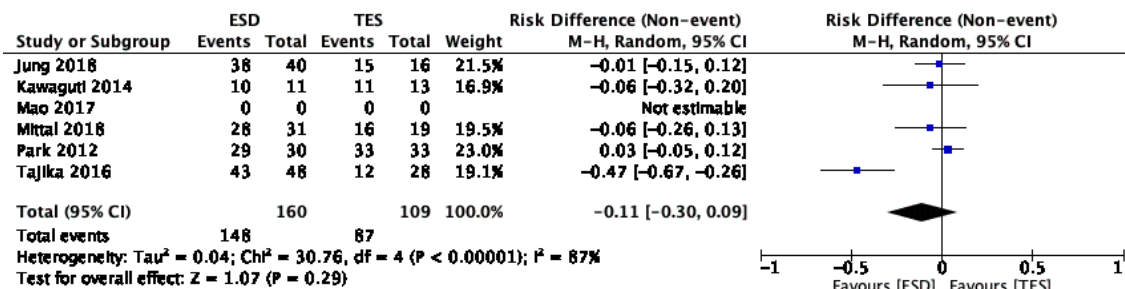 ESD TES Risk Difference (Non-event) Risk Difference (Non-event)
Study or Subgroup Events Total Events Total Weight M-H, Random, 95% CI M-H, Random, 95% CI
Jung 2018 38 40 15 16 21.5% -0.01 [-0.15, 0.12]
Kawaguti 2014 10 11 11 13 16.9% -0.06 [-0.32, 0.20]
Mao 2017 0 0 0 0 Not estimable
Mittal 2018 28 31 16 19 19.5% -0.06 [-0.26, 0.13]
Park 2012 29 30 33 33 23.0% 0.03 [-0.05, 0.12]
Tajika 2016 43 48 12 28 19.1% -0.47 [-0.67, -0.26]
Total (95% CI) 160 109 100.0% -0.11 [-0.30, 0.09]
Total events 148 87
Heterogeneity: Tau² = 0.04; Chi² = 30.76, df = 4 (P < 0.00001); I² = 87%
Test for overall effect: Z = 1.07 (P = 0.29)
-1 -0.5 0 0.5 1
Favours [ESD] Favours [TES]